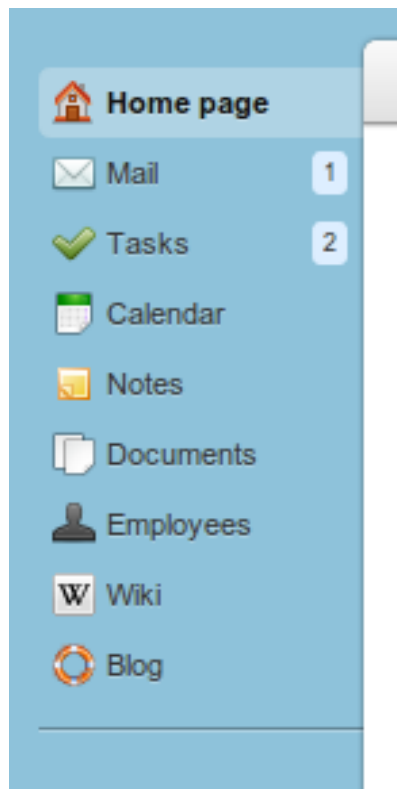 Home page
Mail 1
Tasks 2
Calendar
Notes
Documents
Employees
W Wiki
Blog